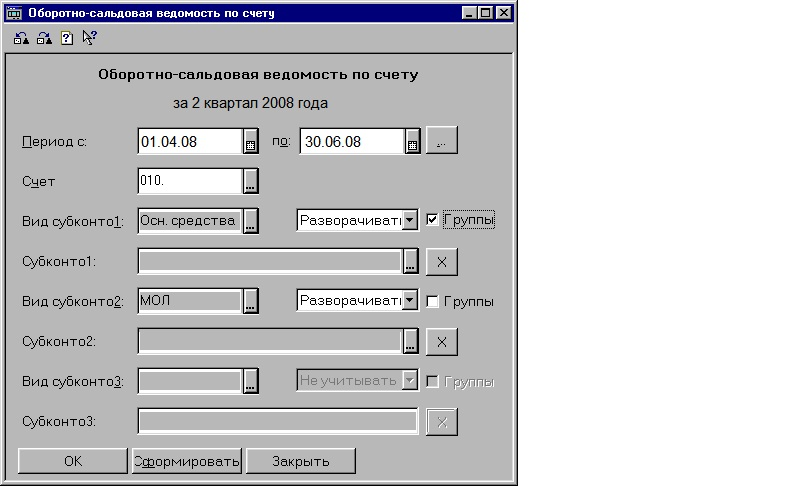 Оборотно-сальдовая ведомость по счету
Оборотно-сальдовая ведомость по счету
за 2 квартал 2008 года
Период с: 01.04.08 по: 30.06.08 ...
Счет 010. ...
Вид субконто1: Осн. средства ... Разворачиват Группы
Субконто1: ... X
Вид субконто2: МОЛ ... Разворачиват Группы
Субконто2: ... X
Вид субконто3: ... Не учитывать Группы
Субконто3: X
OK Сформировать Закрыть